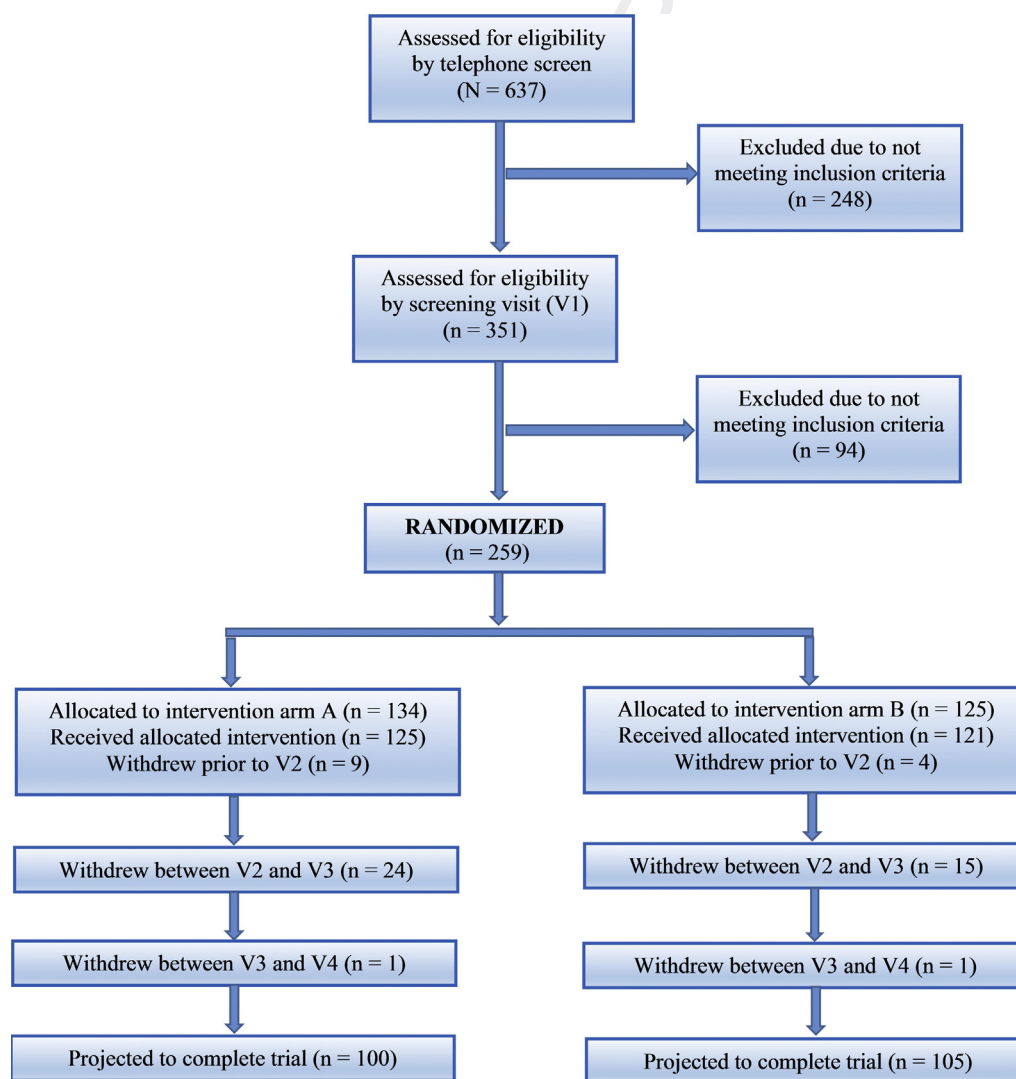 Assessed for eligibility
by telephone screen
(N = 637)
Excluded due to not
meeting inclusion criteria
(n = 248)
Assessed for eligibility
by screening visit (V1)
(n = 351)
Excluded due to not
meeting inclusion criteria
(n = 94)
RANDOMIZED
(n = 259)
Allocated to intervention arm A (n = 134)
Received allocated intervention (n = 125)
Withdrew prior to V2 (n = 9)
Allocated to intervention arm B (n = 125)
Received allocated intervention (n = 121)
Withdrew prior to V2 (n = 4)
Withdrew between V2 and V3 (n = 24)
Withdrew between V2 and V3 (n = 15)
Withdrew between V3 and V4 (n = 1)
Withdrew between V3 and V4 (n = 1)
Projected to complete trial (n = 100)
Projected to complete trial (n = 105)